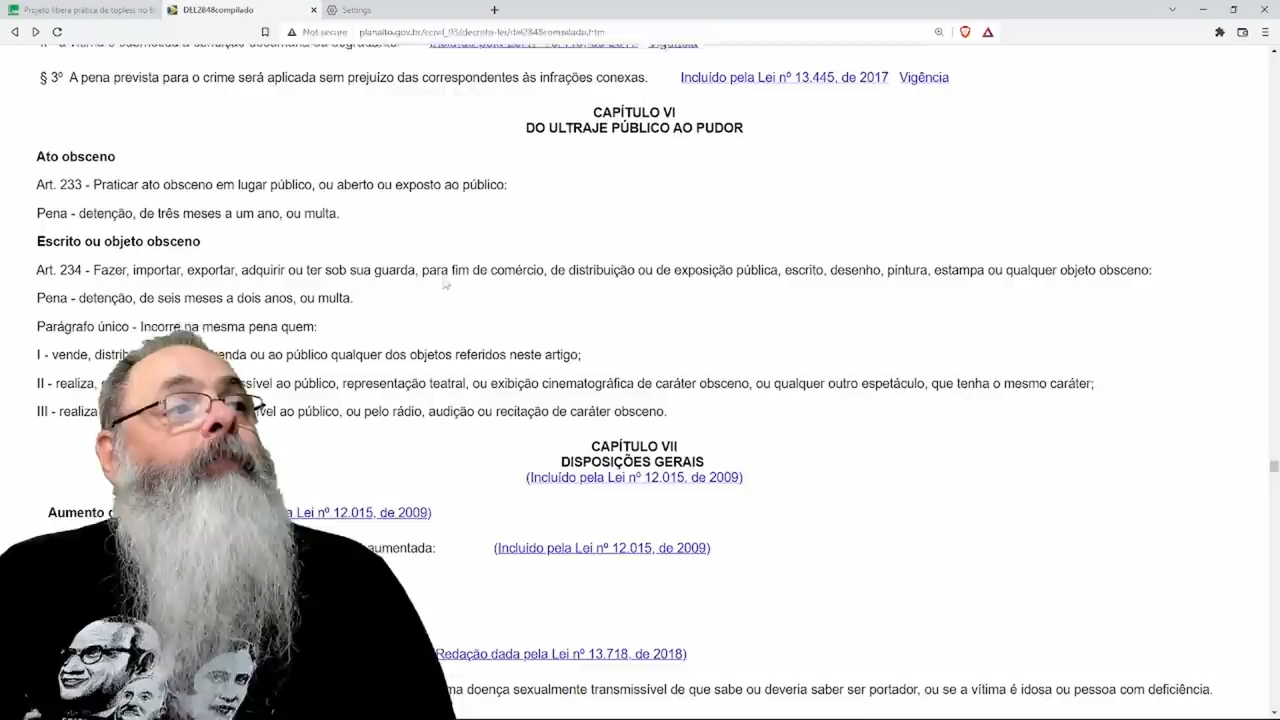 Projeto libera prática de topless no B
DEL2848compilado
Settings
Not secure
planalto.gov.br/ccivil_03/decreto-lei/del2848compilado.htm
§ 3º A pena prevista para o crime será aplicada sem prejuízo das correspondentes às infrações conexas. Incluído pela Lei nº 13.445, de 2017 Vigência
CAPÍTULO VI
DO ULTRAJE PÚBLICO AO PUDOR
Ato obsceno
Art. 233 - Praticar ato obsceno em lugar público, ou aberto ou exposto ao público:
Pena - detenção, de três meses a um ano, ou multa.
Escrito ou objeto obsceno
Art. 234 - Fazer, importar, exportar, adquirir ou ter sob sua guarda, para fim de comércio, de distribuição ou de exposição pública, escrito, desenho, pintura, estampa ou qualquer objeto obsceno:
Pena - detenção, de seis meses a dois anos, ou multa.
Parágrafo único - Incorre na mesma pena quem:
I - vende, distrib enda ou ao público qualquer dos objetos referidos neste artigo;
II - realiza, ssível ao público, representação teatral, ou exibição cinematográfica de caráter obsceno, ou qualquer outro espetáculo, que tenha o mesmo caráter;
III - realiza vel ao público, ou pelo rádio, audição ou recitação de caráter obsceno.
CAPÍTULO VII
DISPOSIÇÕES GERAIS
(Incluído pela Lei nº 12.015, de 2009)
Aumento a Lei nº 12.015, de 2009)
aumentada: (Incluído pela Lei nº 12.015, de 2009)
Redação dada pela Lei nº 13.718, de 2018)
ma doença sexualmente transmissível de que sabe ou deveria saber ser portador, ou se a vítima é idosa ou pessoa com deficiência.